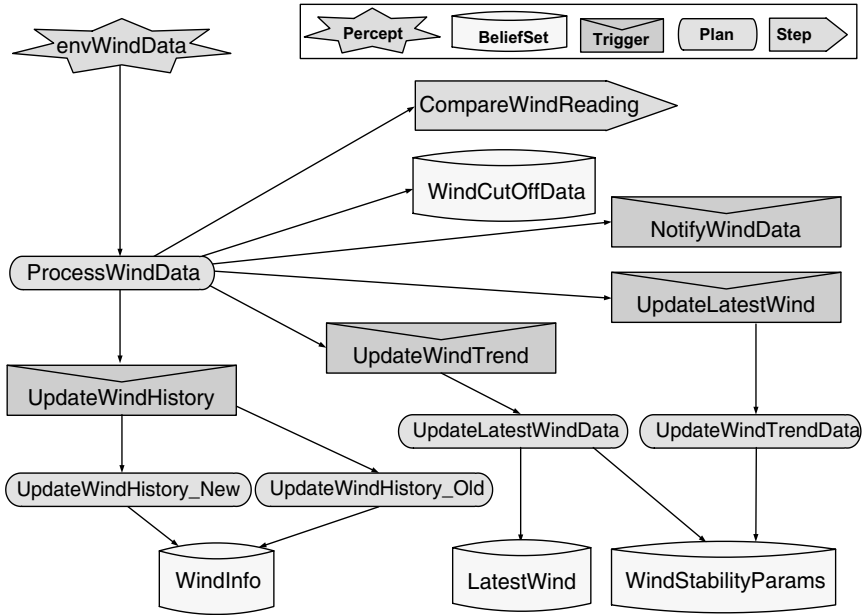 envWindData
Percept
BeliefSet
Trigger
Plan
Step
CompareWindReading
WindCutOffData
NotifyWindData
ProcessWindData
UpdateLatestWind
UpdateWindTrend
UpdateWindHistory
UpdateLatestWindData
UpdateWindTrendData
UpdateWindHistory_New
UpdateWindHistory_Old
WindInfo
LatestWind
WindStabilityParams